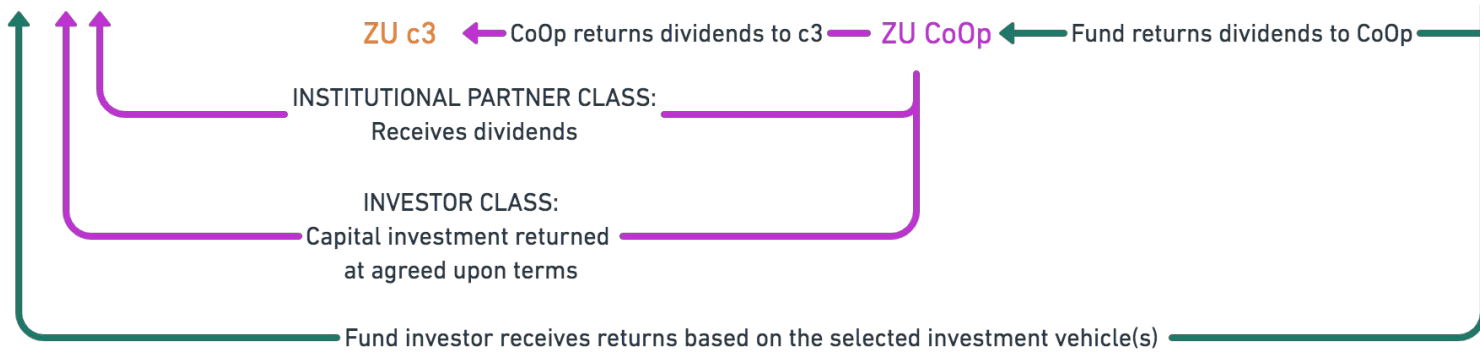 ZU c3 CoOp returns dividends to c3 ZU CoOp Fund returns dividends to CoOp
INSTITUTIONAL PARTNER CLASS:
Receives dividends
INVESTOR CLASS:
Capital investment returned
at agreed upon terms
Fund investor receives returns based on the selected investment vehicle(s)